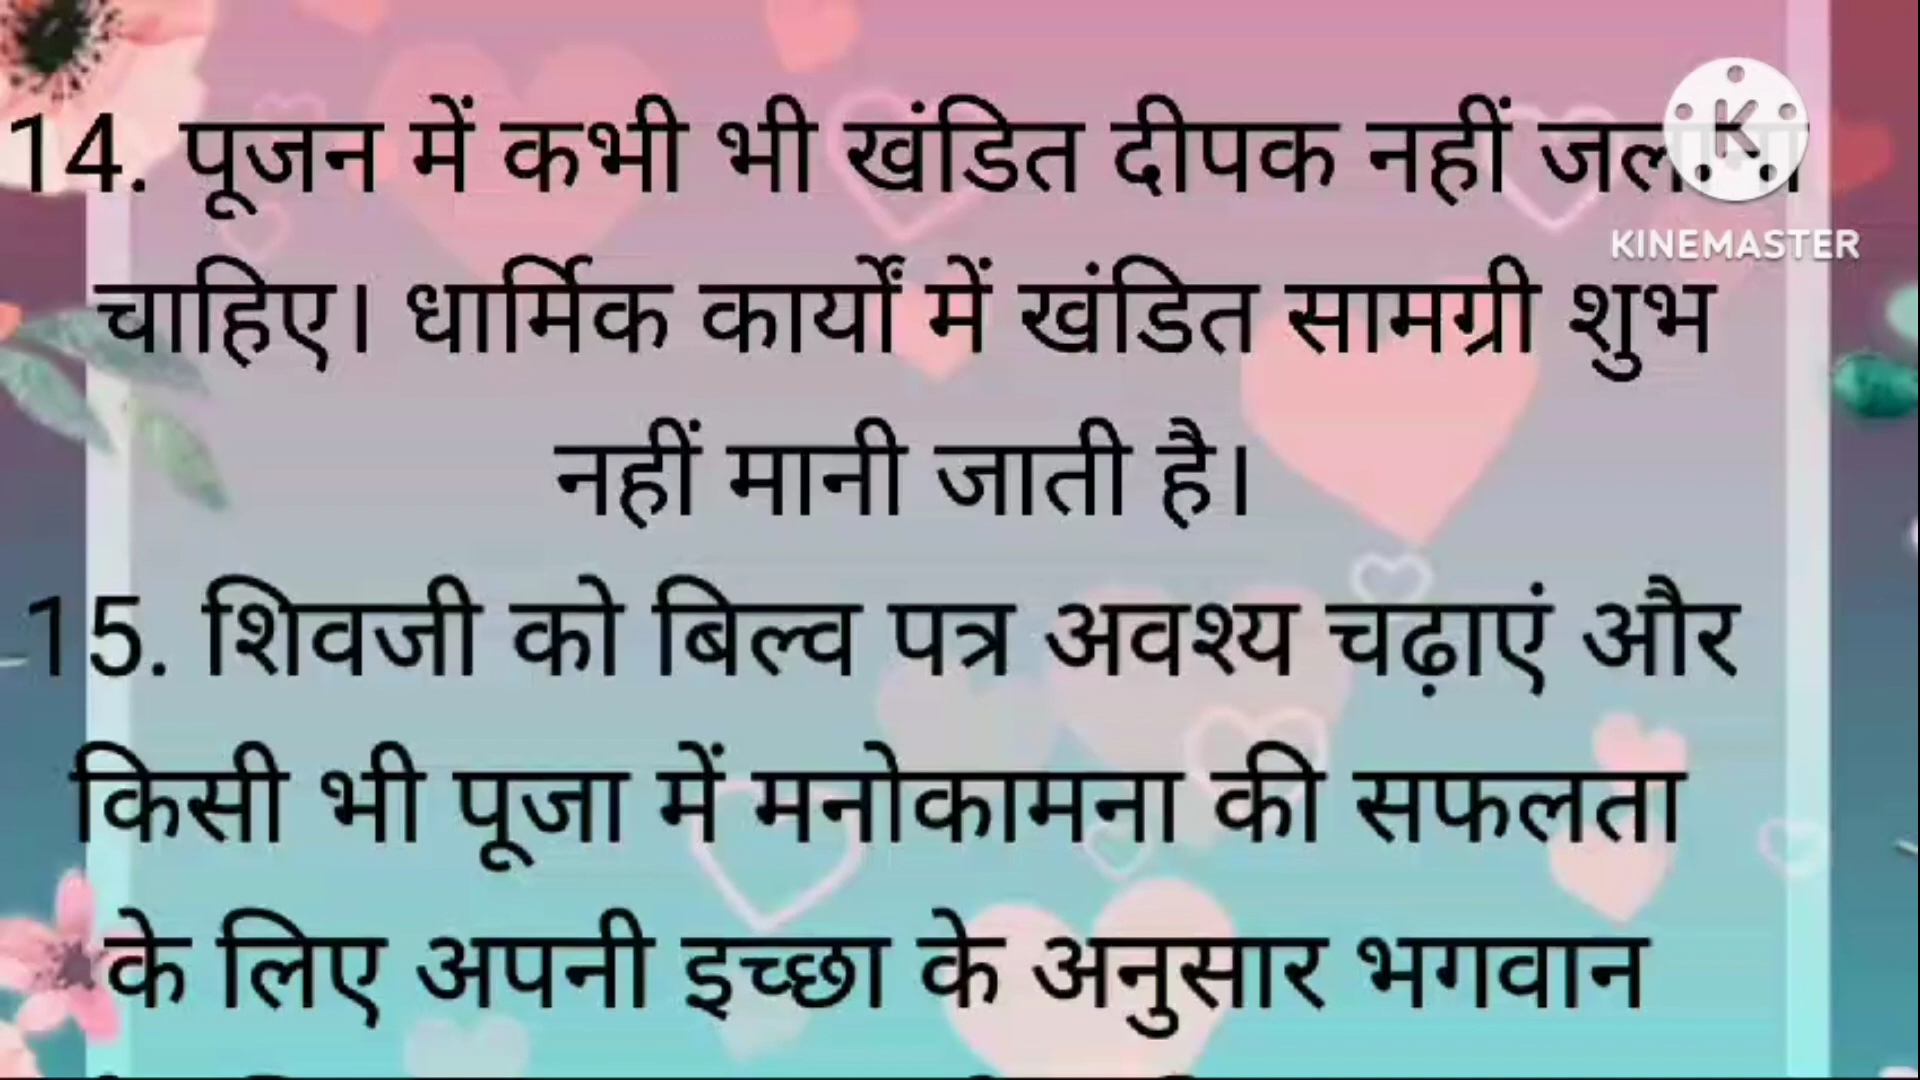 14. पूजन में कभी भी खंडित दीपक नहीं
चाहिए। धार्मिक कार्यों में खंडित सामग्री शुभ
नहीं मानी जाती है।
15. शिवजी को बिल्व पत्र अवश्य चढ़ाएं और
किसी भी पूजा में मनोकामना की सफलता
के लिए अपनी इच्छा के अनुसार भगवान
K
KINEMASTER